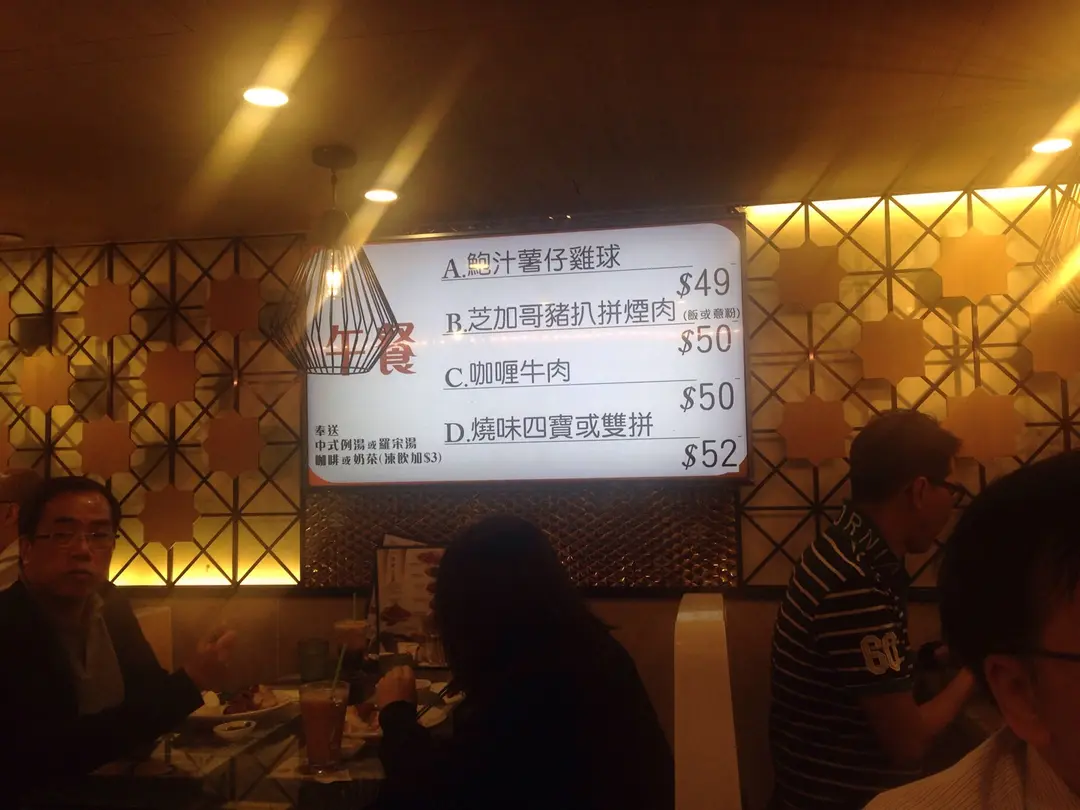 午餐
A.鮑汁薯仔雞球
$49
B.芝加哥豬扒拼煙肉 (飯或意粉)
$50
C.咖喱牛肉
$50
D.燒味四寶或雙拼
$52
奉送
中式例湯或羅宋湯
咖啡或奶茶(凍飲加$3)
JRN
60